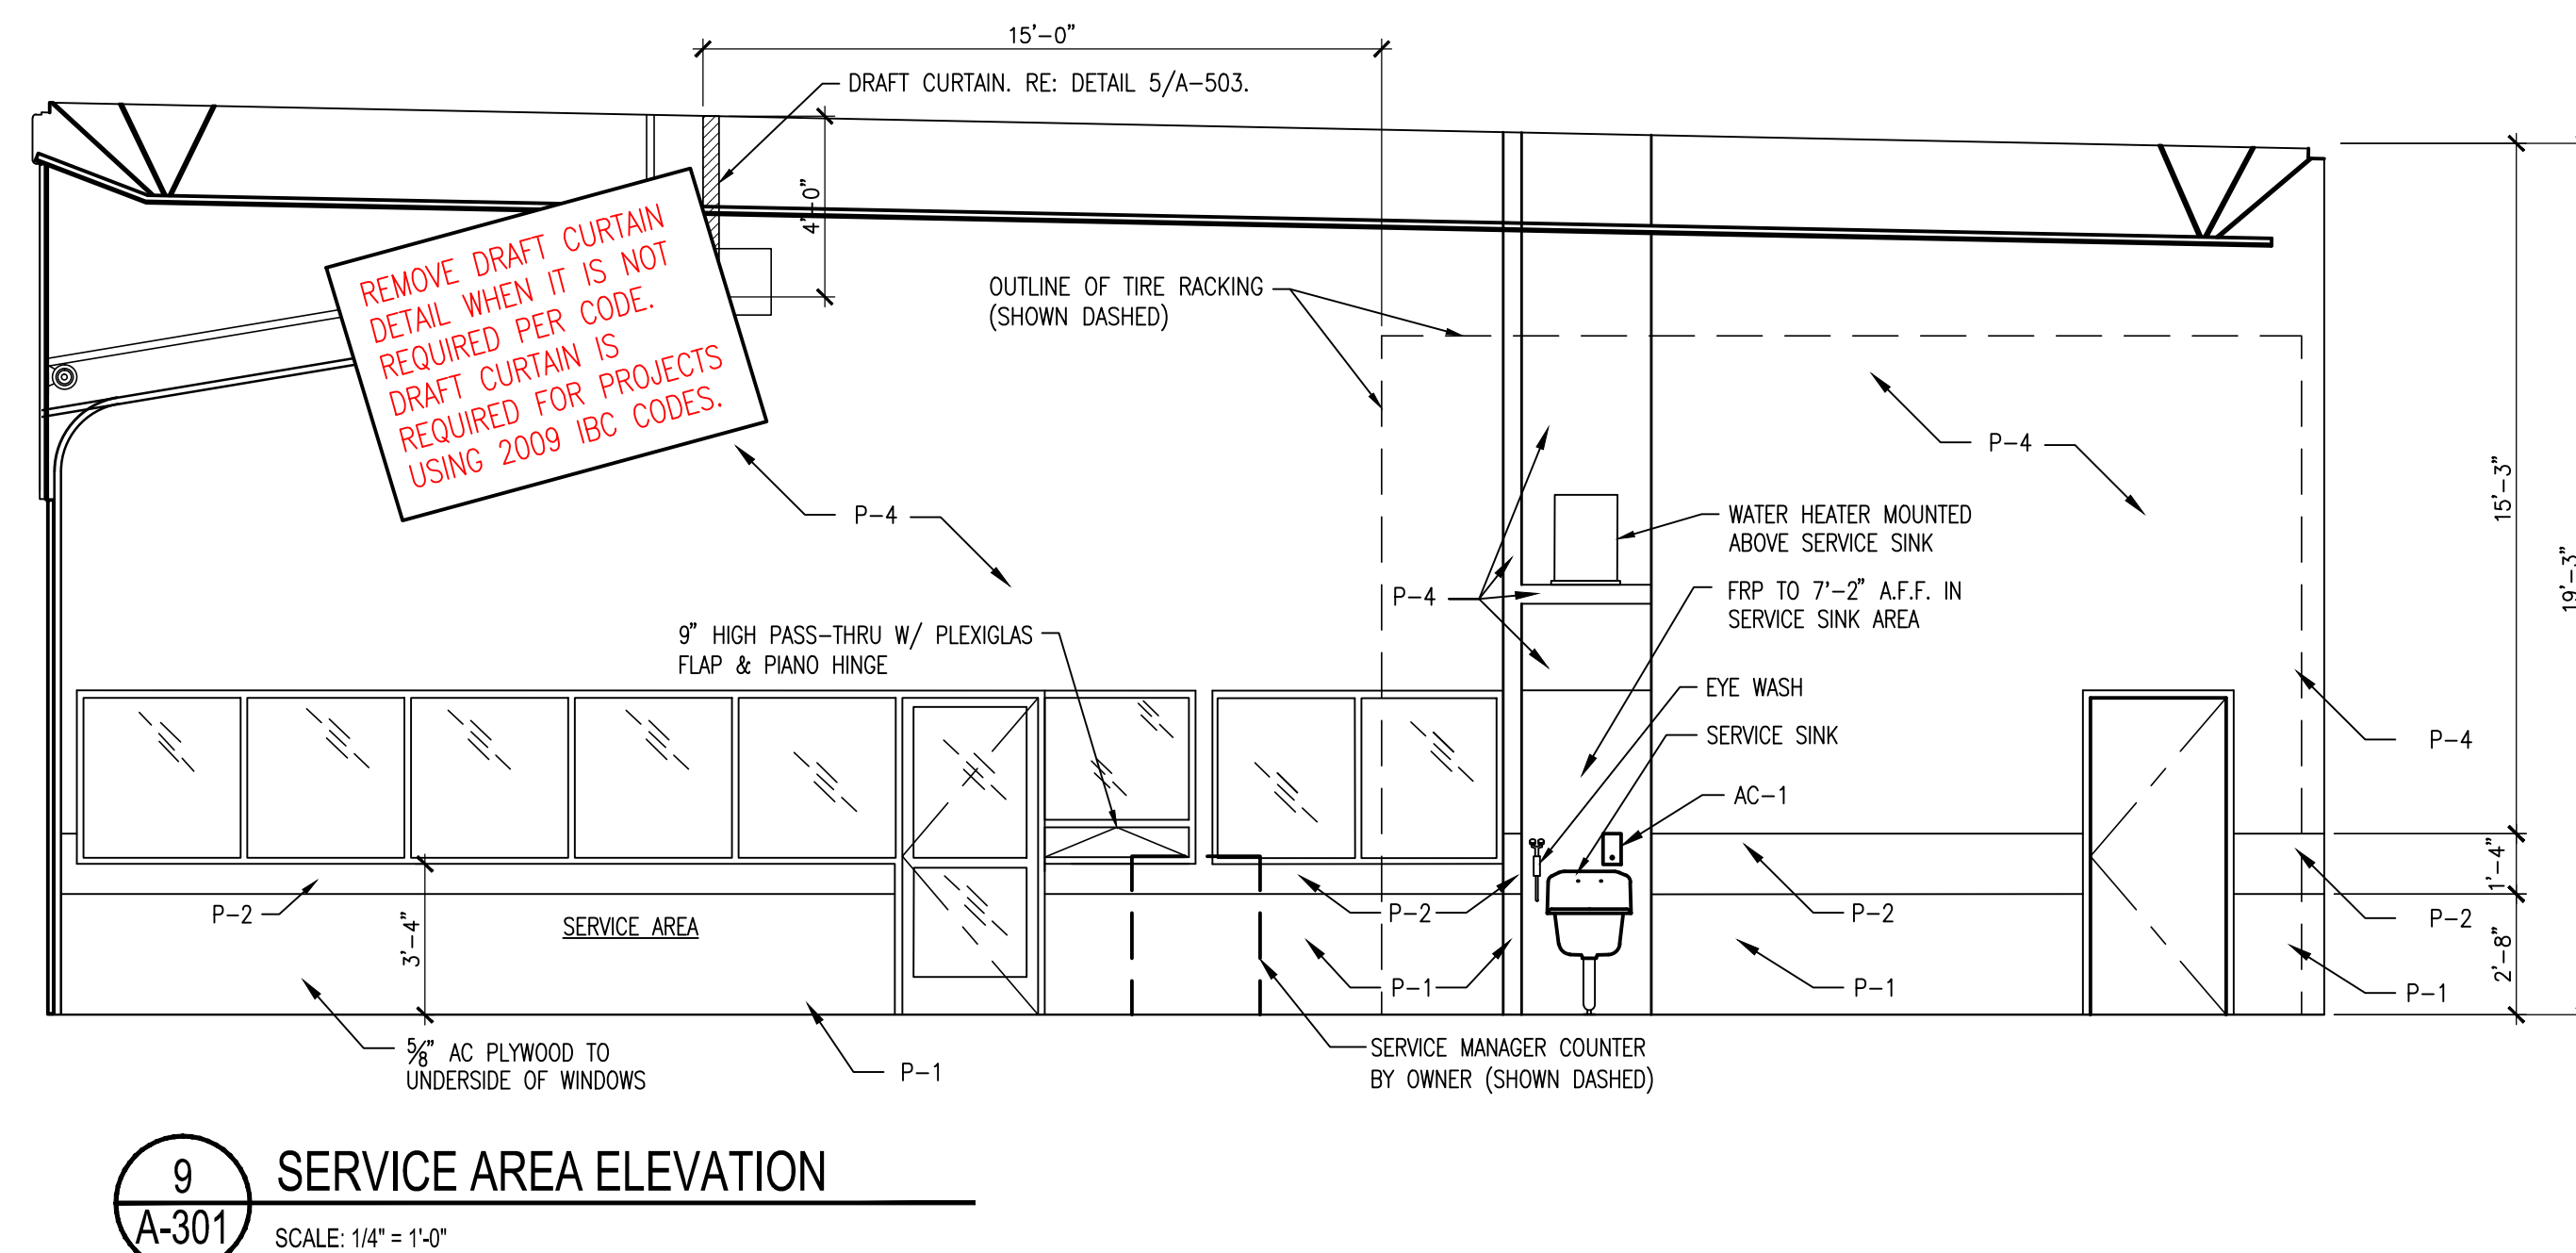 15'-0"
DRAFT CURTAIN. RE: DETAIL 5/A-503.
4'-0"
REMOVE DRAFT CURTAIN
DETAIL WHEN IT IS NOT
REQUIRED PER CODE.
DRAFT CURTAIN IS
REQUIRED FOR PROJECTS
USING 2009 IBC CODES.
OUTLINE OF TIRE RACKING
(SHOWN DASHED)
P-4
P-4
15'-3"
19'-3"
WATER HEATER MOUNTED
ABOVE SERVICE SINK
P-4
FRP TO 7'-2" A.F.F. IN
SERVICE SINK AREA
9" HIGH PASS-THRU W/ PLEXIGLAS
FLAP & PIANO HINGE
EYE WASH
SERVICE SINK
P-4
AC-1
1'-4"
P-2
SERVICE AREA
3'-4"
P-2
P-2
P-2
2'-8"
P-1
P-1
P-1
5/8" AC PLYWOOD TO
UNDERSIDE OF WINDOWS
P-1
SERVICE MANAGER COUNTER
BY OWNER (SHOWN DASHED)
9
A-301
SERVICE AREA ELEVATION
SCALE: 1/4" = 1'-0"